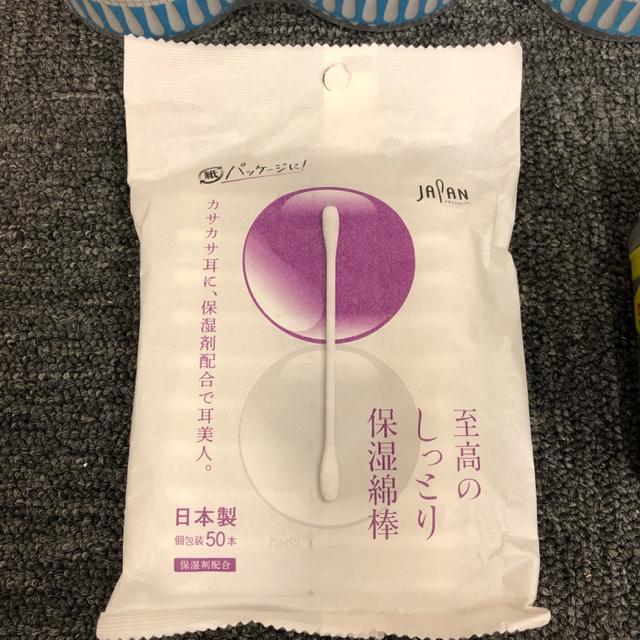 紙パッケージに!
JAPAN
カサカサ耳に、保湿剤配合で耳美人。
至高の
しっとり
保湿綿棒
日本製
個包装50本
保湿剤配合